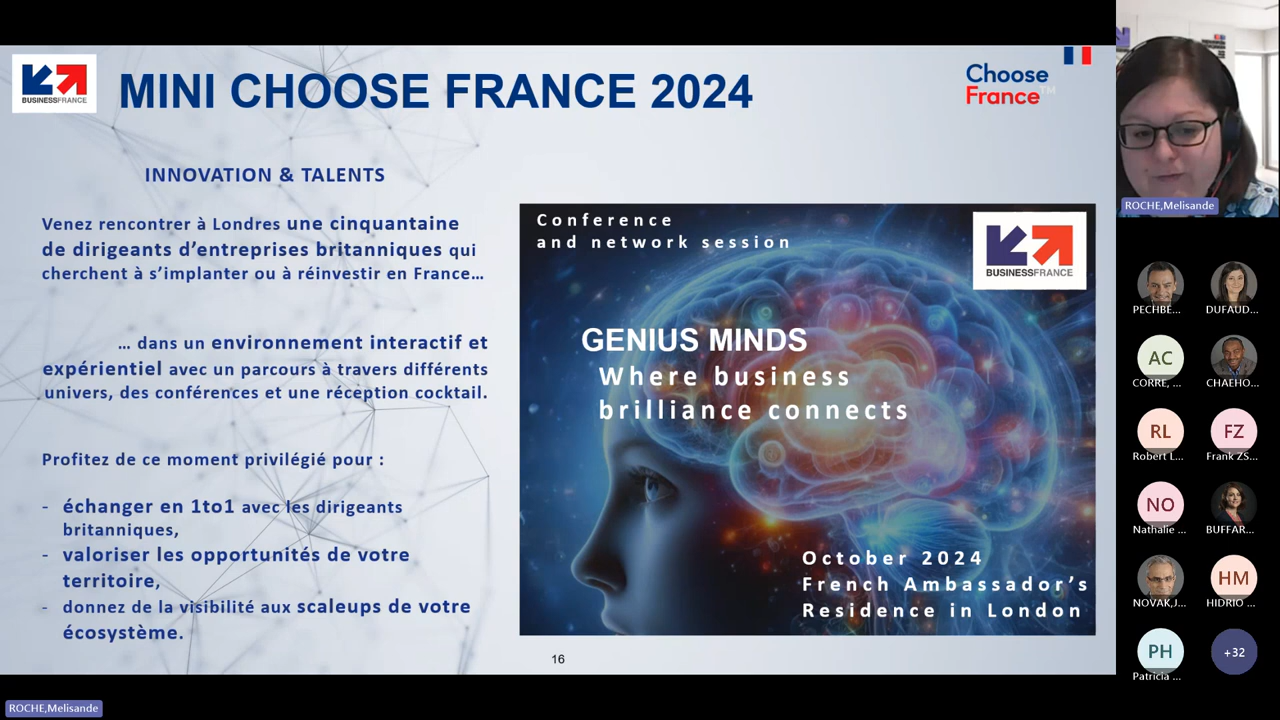 BUSINESSFRANCE
MINI CHOOSE FRANCE 2024
Choose
France™
INNOVATION & TALENTS
Venez rencontrer à Londres une cinquantaine
de dirigeants d’entreprises britanniques qui
cherchent à s’implanter ou à réinvestir en France…
… dans un environnement interactif et
expérientiel avec un parcours à travers différents
univers, des conférences et une réception cocktail.
Profitez de ce moment privilégié pour :
- échanger en 1to1 avec les dirigeants
britanniques,
- valoriser les opportunités de votre
territoire,
- donnez de la visibilité aux scaleups de votre
écosystème.
Conference
and network session
BUSINESSFRANCE
GENIUS MINDS
Where business
brilliance connects
October 2024
French Ambassador’s
Residence in London
16
ROCHE,Melisande
PECHBE...
DUFAUD...
AC
CORRE, ...
CHAEHO...
RL
Robert L...
FZ
Frank ZS...
NO
Nathalie ...
BUFFAR...
NOVAK,J...
HM
HIDRIO ...
PH
Patricia ...
+32
ROCHE,Melisande